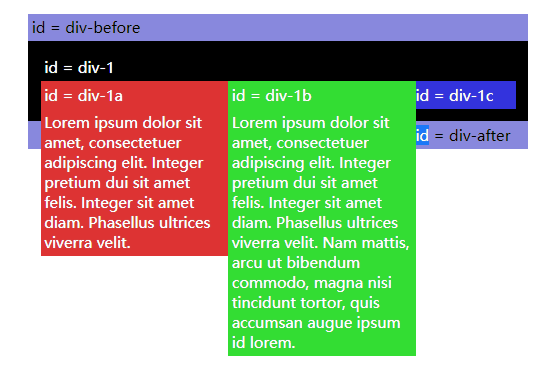 id = div-before
id = div-1
id = div-1a
Lorem ipsum dolor sit
amet, consectetuer
adipiscing elit. Integer
pretium dui sit amet
felis. Integer sit amet
diam. Phasellus ultrices
viverra velit.
id = div-1b
Lorem ipsum dolor sit
amet, consectetuer
adipiscing elit. Integer
pretium dui sit amet
felis. Integer sit amet
diam. Phasellus ultrices
viverra velit. Nam mattis,
arcu ut bibendum
commodo, magna nisi
tincidunt tortor, quis
accumsan augue ipsum
id lorem.
id = div-1c
id = div-after